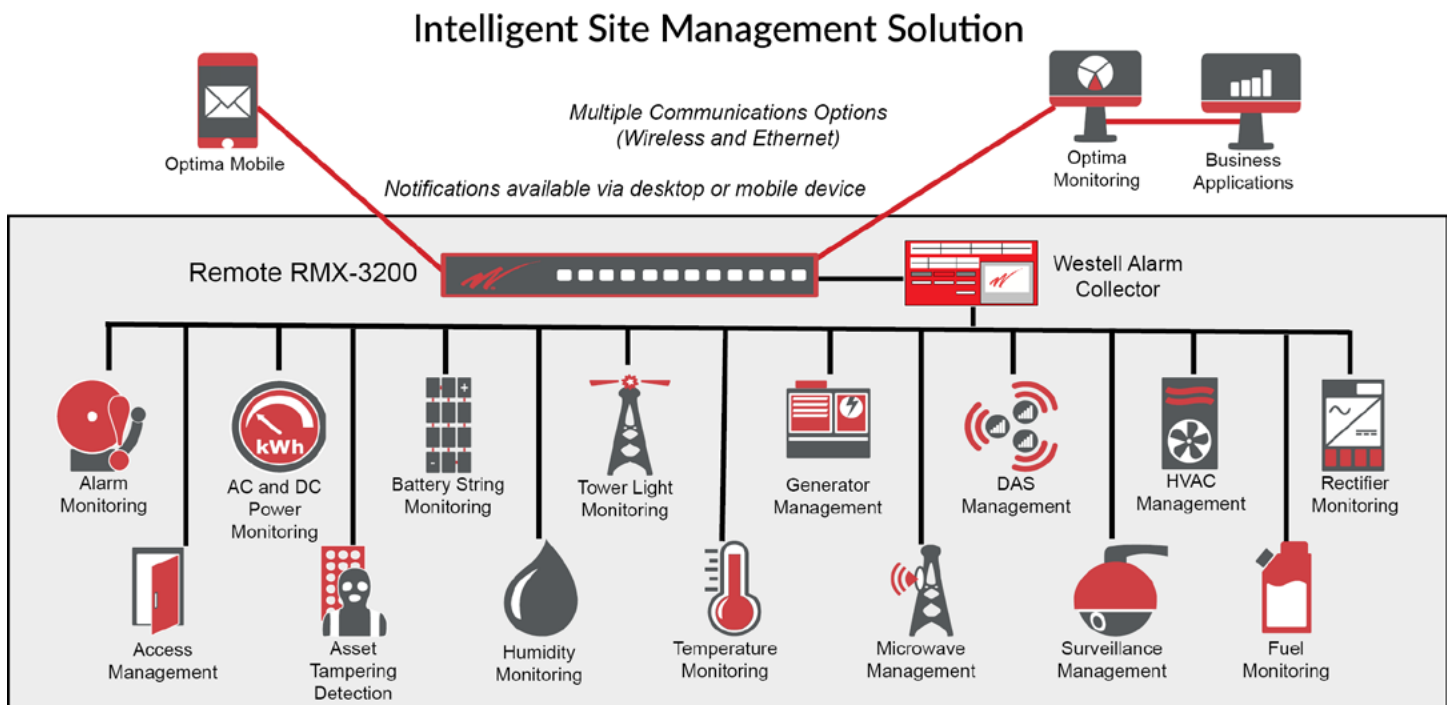 Intelligent Site Management Solution
Optima Mobile
Multiple Communications Options
(Wireless and Ethernet)
Notifications available via desktop or mobile device
Optima
Monitoring
Business
Applications
Remote RMX-3200
Westell Alarm
Collector
Alarm
Monitoring
kWh
AC and DC
Power
Monitoring
+
-
Battery String
Monitoring
Tower Light
Monitoring
Generator
Management
DAS
Management
HVAC
Management
Rectifier
Monitoring
Access
Management
Asset
Tampering
Detection
Humidity
Monitoring
Temperature
Monitoring
Microwave
Management
Surveillance
Management
Fuel
Monitoring